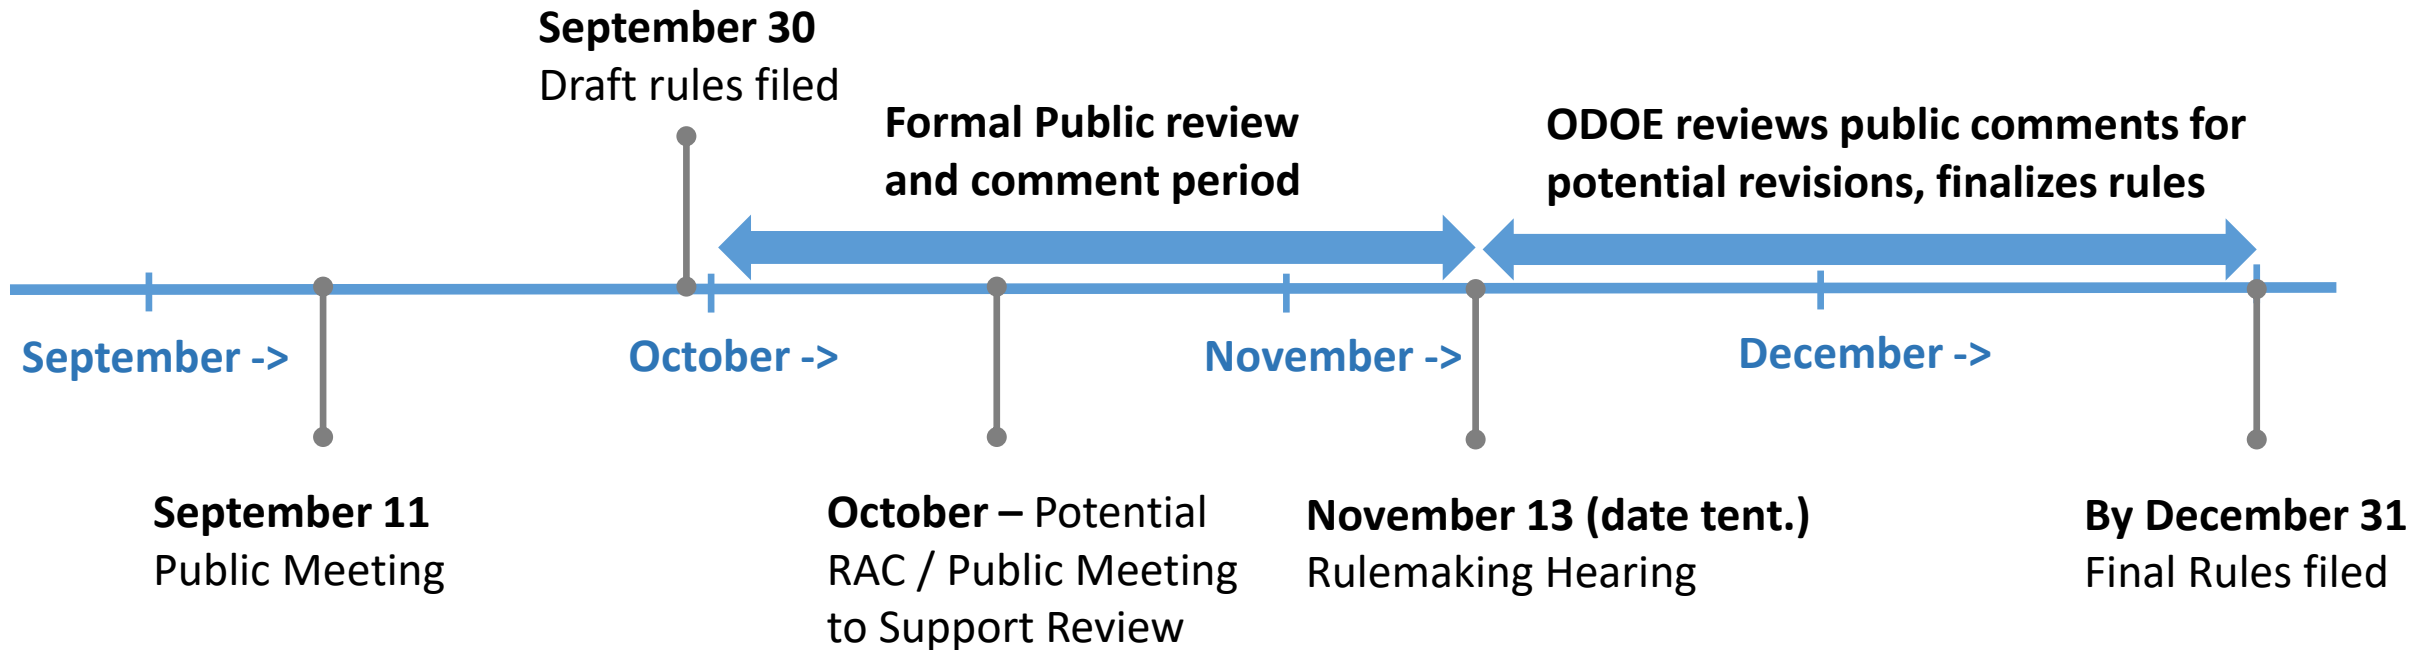 September 30
Draft rules filed
Formal Public review
and comment period
ODOE reviews public comments for
potential revisions, finalizes rules
September ->
October ->
November ->
December ->
September 11
Public Meeting
October – Potential
RAC / Public Meeting
to Support Review
November 13 (date tent.)
Rulemaking Hearing
By December 31
Final Rules filed